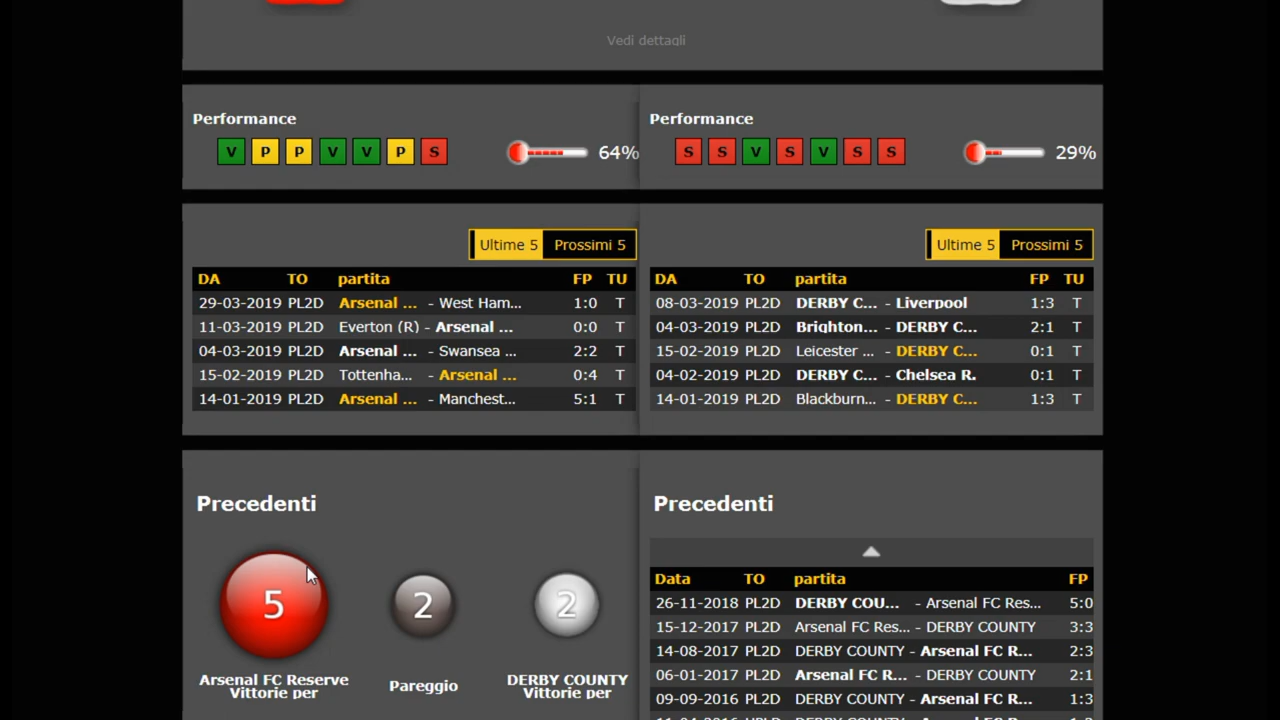 Vedi dettagli
Performance
V P P V V P S 64%
Performance
S S V S V S S 29%
Ultime 5 Prossimi 5
DA TO partita FP TU
29-03-2019 PL2D Arsenal ... - West Ham... 1:0 T
11-03-2019 PL2D Everton (R) - Arsenal ... 0:0 T
04-03-2019 PL2D Arsenal ... - Swansea ... 2:2 T
15-02-2019 PL2D Tottenha... - Arsenal ... 0:4 T
14-01-2019 PL2D Arsenal ... - Manchest... 5:1 T
Ultime 5 Prossimi 5
DA TO partita FP TU
08-03-2019 PL2D DERBY C... - Liverpool 1:3 T
04-03-2019 PL2D Brighton... - DERBY C... 2:1 T
15-02-2019 PL2D Leicester ... - DERBY C... 0:1 T
04-02-2019 PL2D DERBY C... - Chelsea R. 0:1 T
14-01-2019 PL2D Blackburn... - DERBY C... 1:3 T
Precedenti
5 2 2
Arsenal FC Reserve
Vittorie per
Pareggio
DERBY COUNTY
Vittorie per
Precedenti
Data TO partita FP
26-11-2018 PL2D DERBY COU... - Arsenal FC Res... 5:0
15-12-2017 PL2D Arsenal FC Res... - DERBY COUNTY 3:3
14-08-2017 PL2D DERBY COUNTY - Arsenal FC R... 2:3
06-01-2017 PL2D Arsenal FC R... - DERBY COUNTY 2:1
09-09-2016 PL2D DERBY COUNTY - Arsenal FC R... 1:3